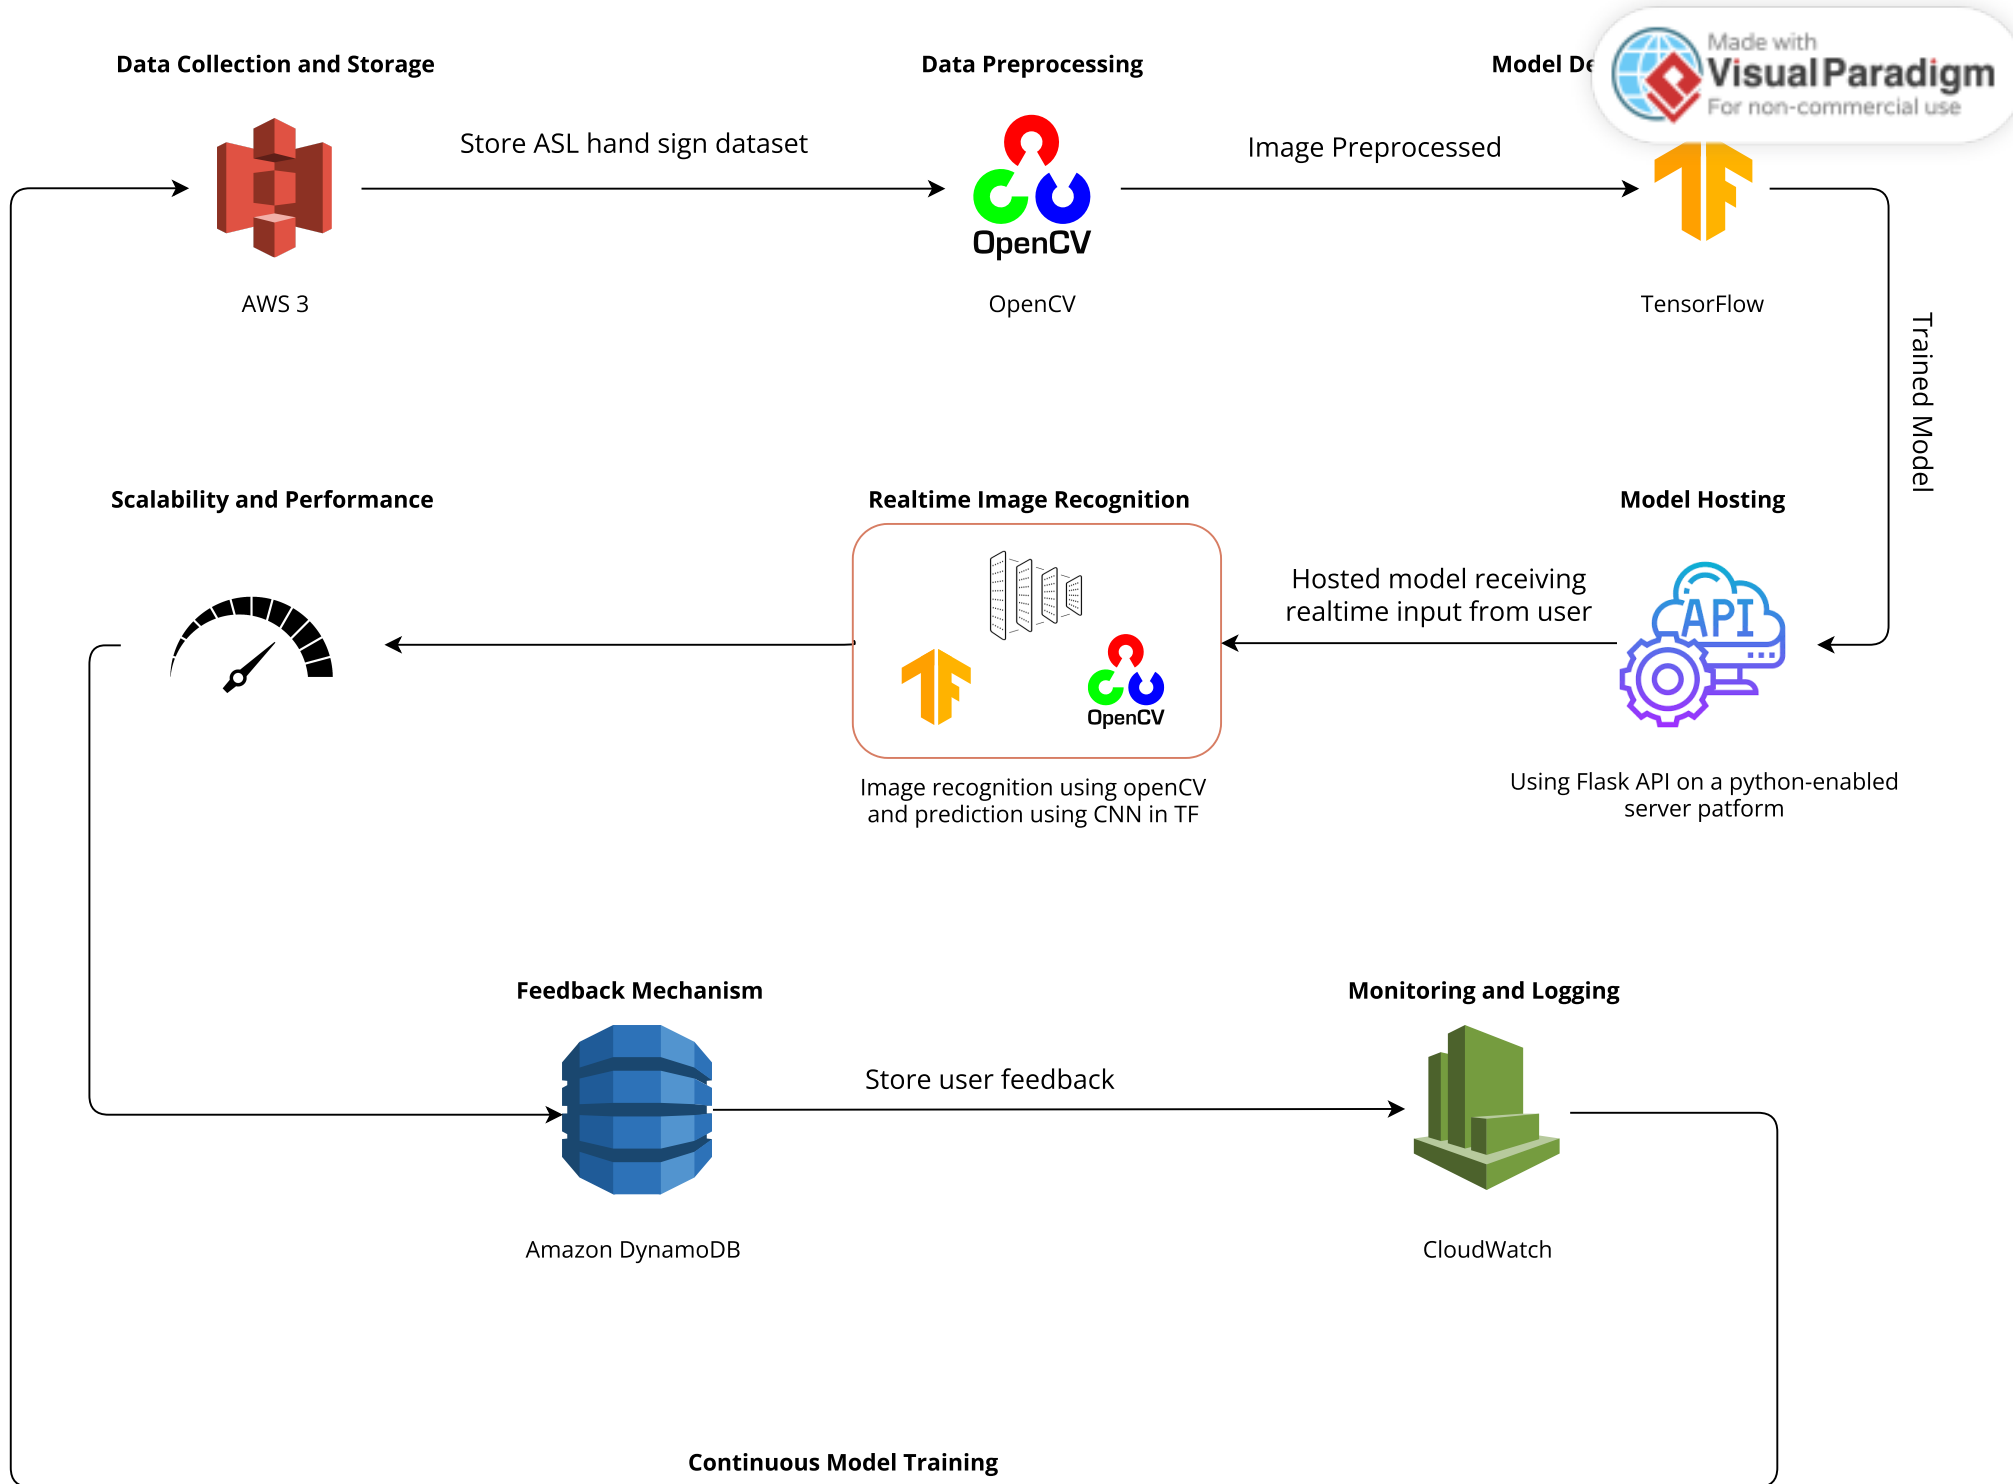 Made with
Visual Paradigm
For non-commercial use
Data Collection and Storage
Data Preprocessing
Model De
Store ASL hand sign dataset
Image Preprocessed
OpenCV
AWS 3
OpenCV
TensorFlow
Trained Model
Scalability and Performance
Realtime Image Recognition
Model Hosting
Hosted model receiving
realtime input from user
API
OpenCV
Image recognition using openCV
and prediction using CNN in TF
Using Flask API on a python-enabled
server patform
Feedback Mechanism
Monitoring and Logging
Store user feedback
Amazon DynamoDB
CloudWatch
Continuous Model Training